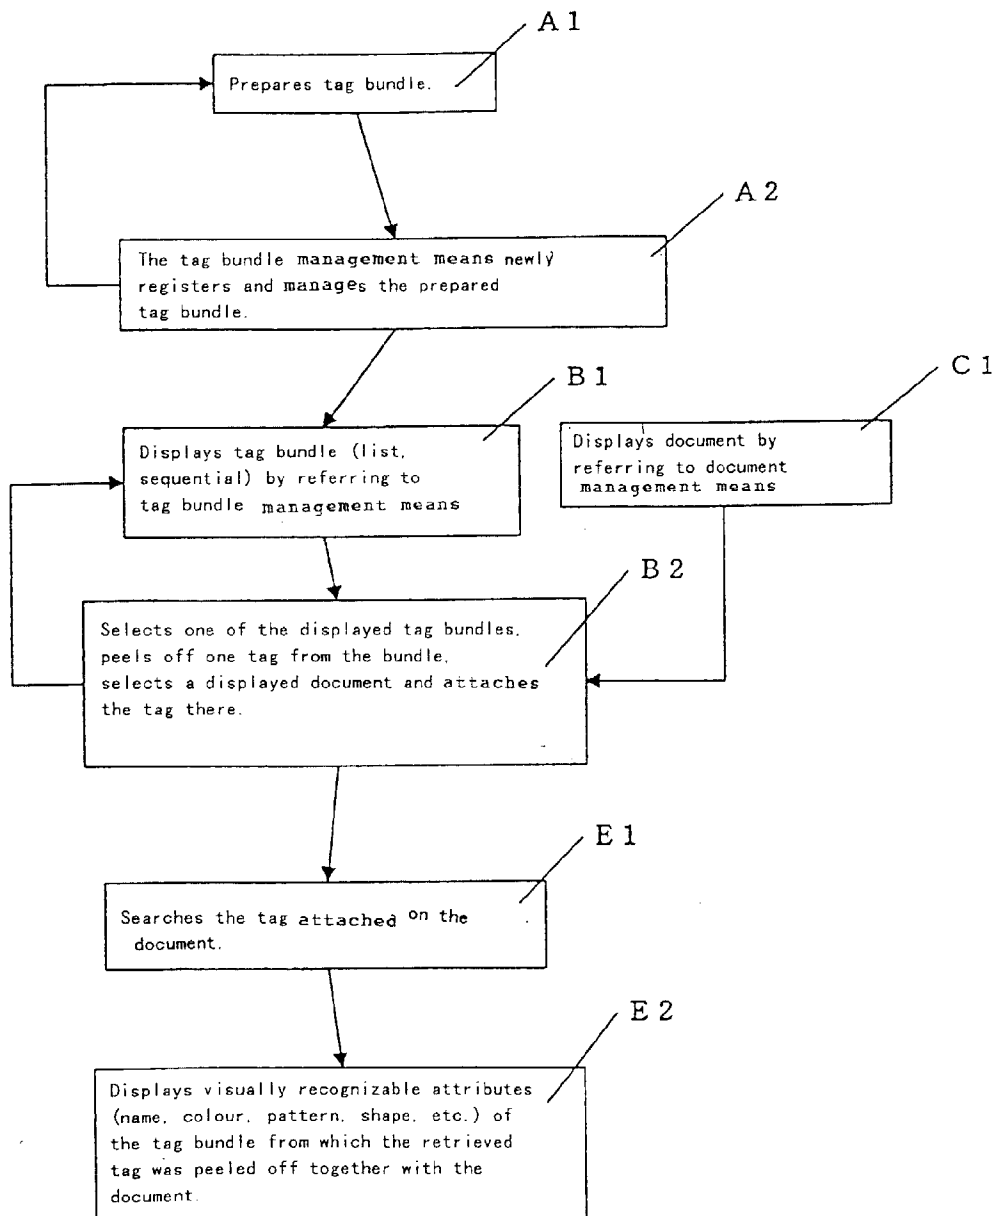 A1
Prepares tag bundle.
A2
The tag bundle management means newly
registers and manages the prepared
tag bundle.
B1
C1
Displays tag bundle (list,
sequential) by referring to
tag bundle management means
Displays document by
referring to document
management means
B2
Selects one of the displayed tag bundles,
peels off one tag from the bundle,
selects a displayed document and attaches
the tag there.
E1
Searches the tag attached on the
document.
E2
Displays visually recognizable attributes
(name, colour, pattern, shape, etc.) of
the tag bundle from which the retrieved
tag was peeled off together with the
document.